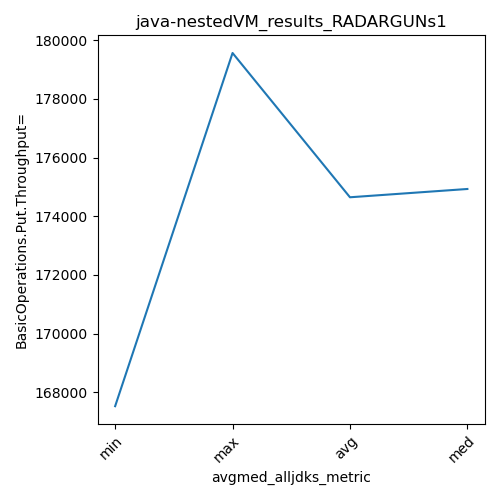 java-nestedVM_results_RADARGUNs1
BasicOperations.Put.Throughput=
180000
178000
176000
174000
172000
170000
168000
min
max
avg
med
avgmed_alljdks_metric